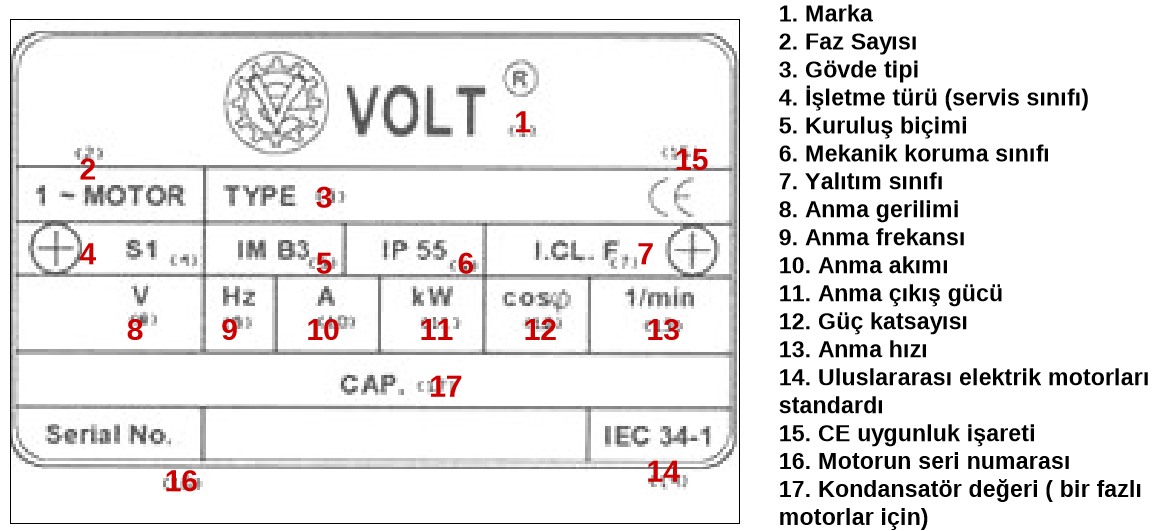 VOLT ®
1
2
15
1 ~ MOTOR TYPE 3 CE
4 S1 (4) IM B3 5 IP 55 6 I.CL. F 7
V Hz A kW cosφ 1/min
8 9 10 11 12 13
CAP. 17
Serial No. IEC 34-1
16 14
1. Marka
2. Faz Sayısı
3. Gövde tipi
4. İşletme türü (servis sınıfı)
5. Kuruluş biçimi
6. Mekanik koruma sınıfı
7. Yalıtım sınıfı
8. Anma gerilimi
9. Anma frekansı
10. Anma akımı
11. Anma çıkış gücü
12. Güç katsayısı
13. Anma hızı
14. Uluslararası elektrik motorları
standardı
15. CE uygunluk işareti
16. Motorun seri numarası
17. Kondansatör değeri ( bir fazlı
motorlar için)